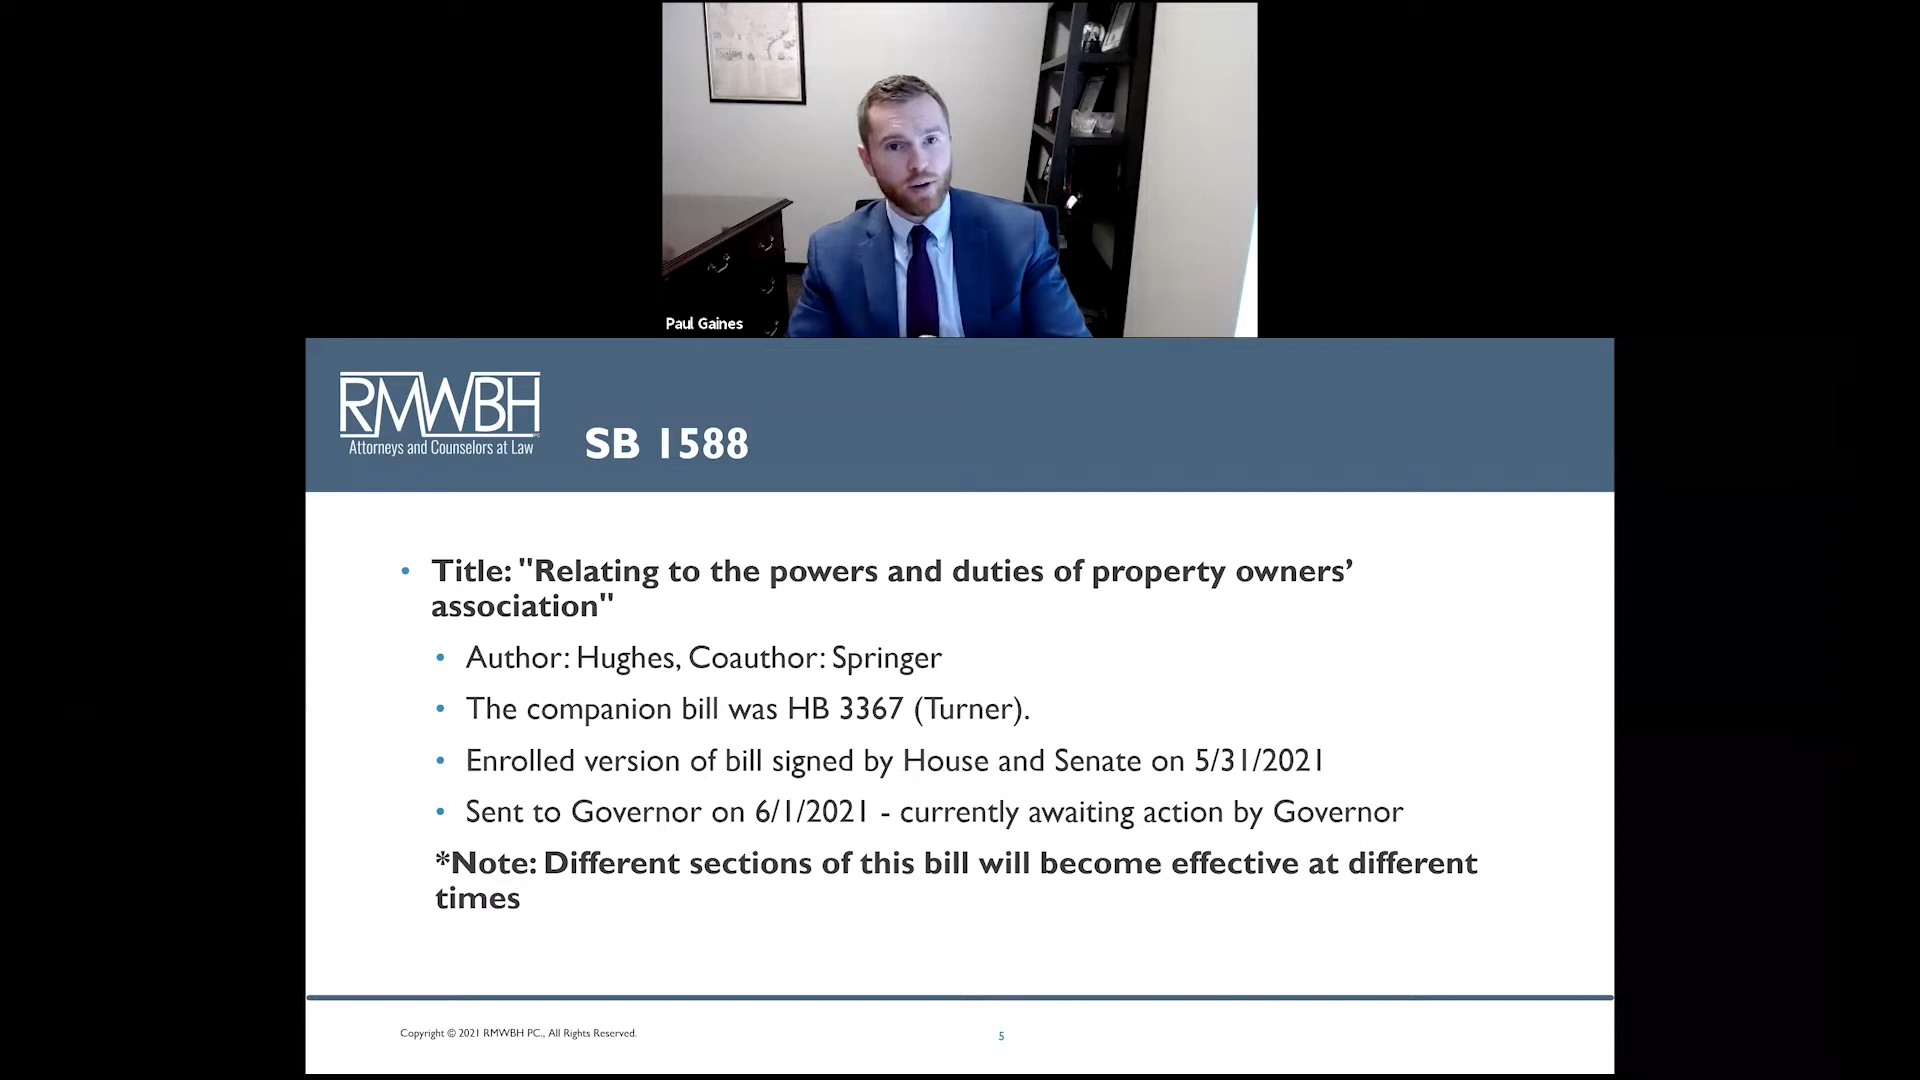 Paul Gaines
RMWBH
PC
Attorneys and Counselors at Law
SB 1588
• Title: "Relating to the powers and duties of property owners’
association"
• Author: Hughes, Coauthor: Springer
• The companion bill was HB 3367 (Turner).
• Enrolled version of bill signed by House and Senate on 5/31/2021
• Sent to Governor on 6/1/2021 - currently awaiting action by Governor
*Note: Different sections of this bill will become effective at different
times
Copyright © 2021 RMWBH PC., All Rights Reserved.
5